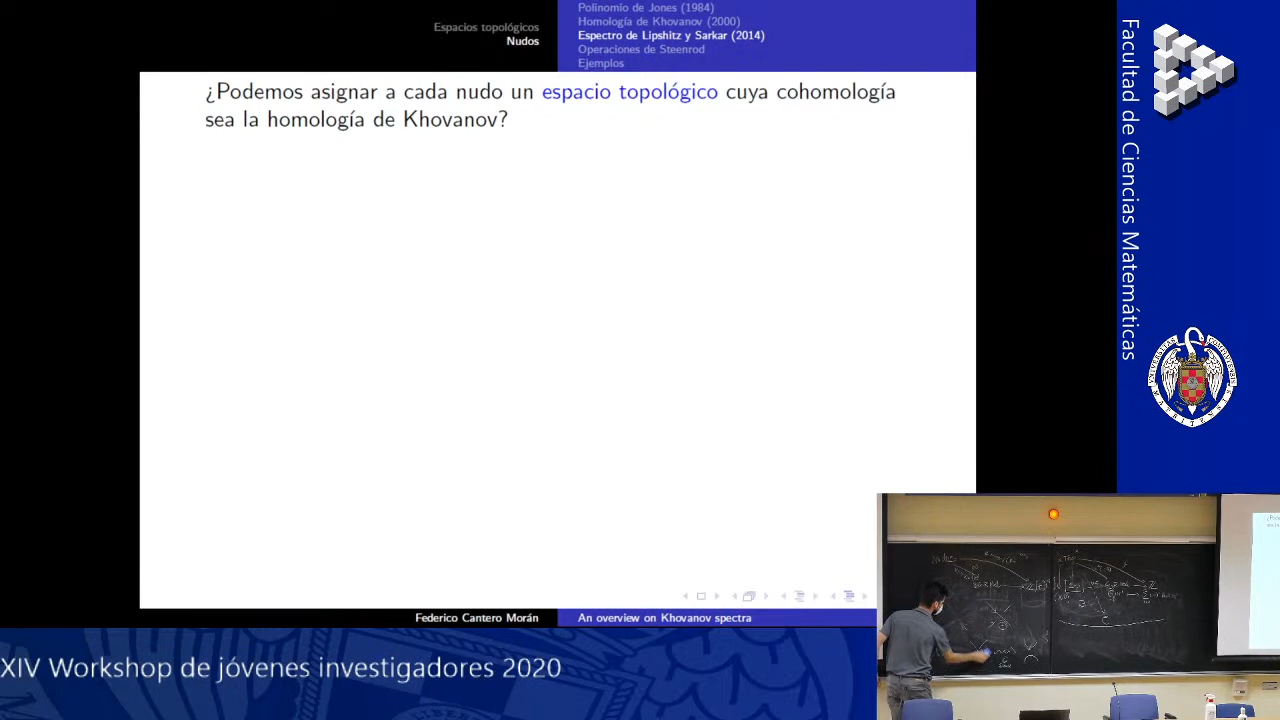 Espacios topológicos
Nudos
Polinomio de Jones (1984)
Homología de Khovanov (2000)
Espectro de Lipshitz y Sarkar (2014)
Operaciones de Steenrod
Ejemplos
¿Podemos asignar a cada nudo un espacio topológico cuya cohomología
sea la homología de Khovanov?
Federico Cantero Morán
An overview on Khovanov spectra
XIV Workshop de jóvenes investigadores 2020
Facultad de Ciencias Matemáticas